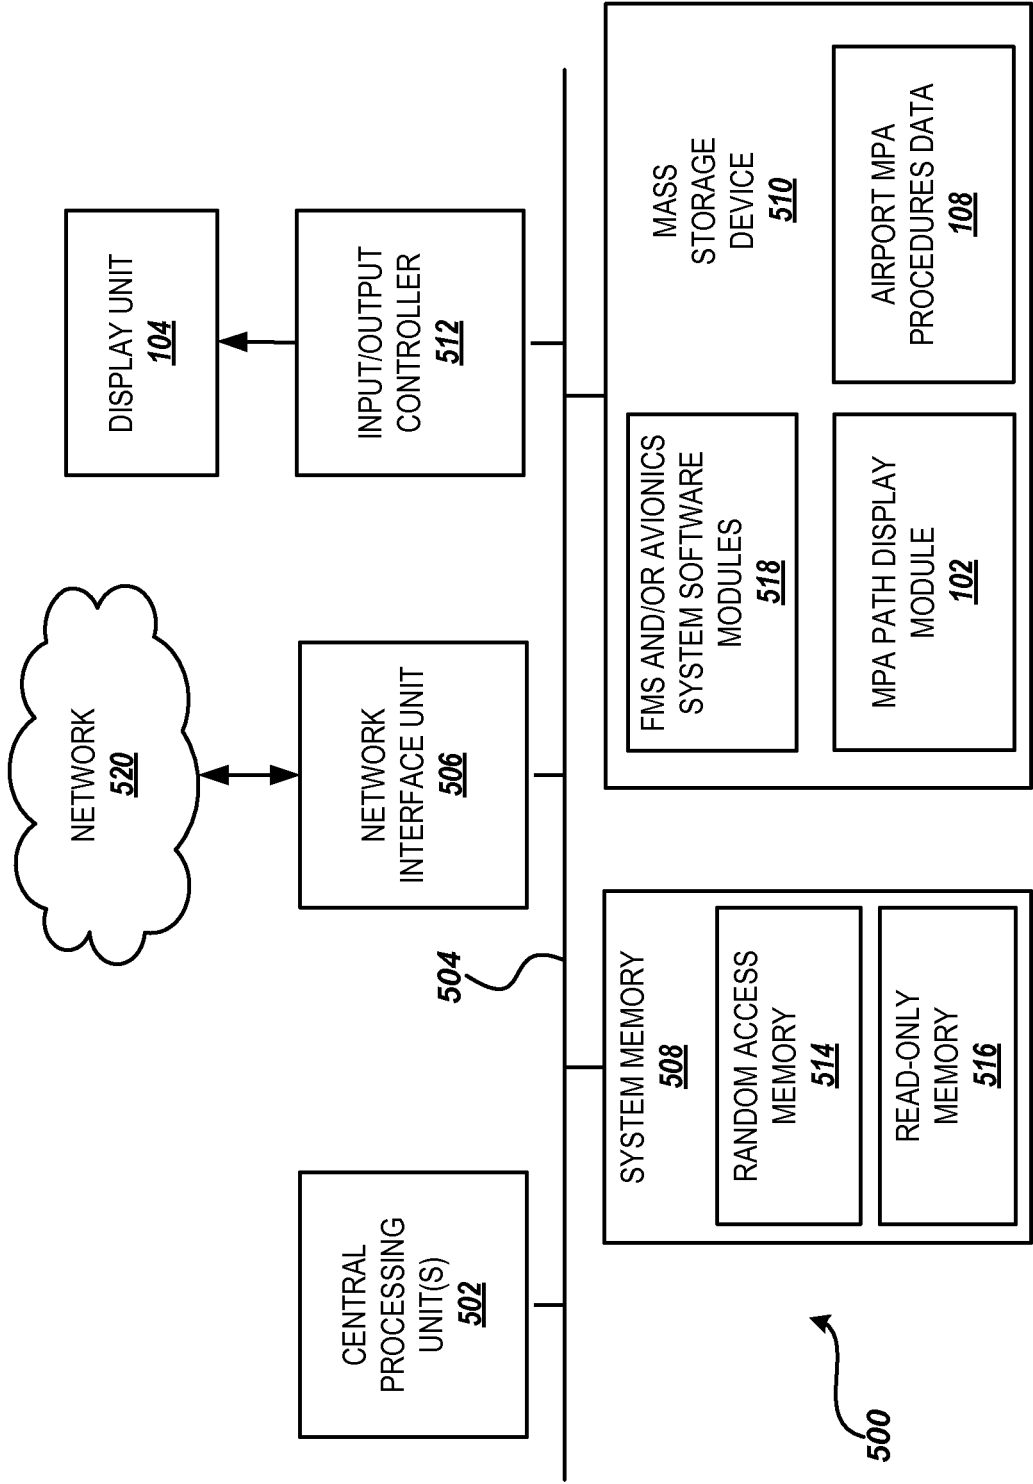 NETWORK
520
DISPLAY UNIT
104
CENTRAL
PROCESSING
UNIT(S)
502
NETWORK
INTERFACE UNIT
506
INPUT/OUTPUT
CONTROLLER
512
504
SYSTEM MEMORY
508
RANDOM ACCESS
MEMORY
514
READ-ONLY
MEMORY
516
MASS
STORAGE
DEVICE
510
FMS AND/OR AVIONICS
SYSTEM SOFTWARE
MODULES
518
MPA PATH DISPLAY
MODULE
102
AIRPORT MPA
PROCEDURES DATA
108
500